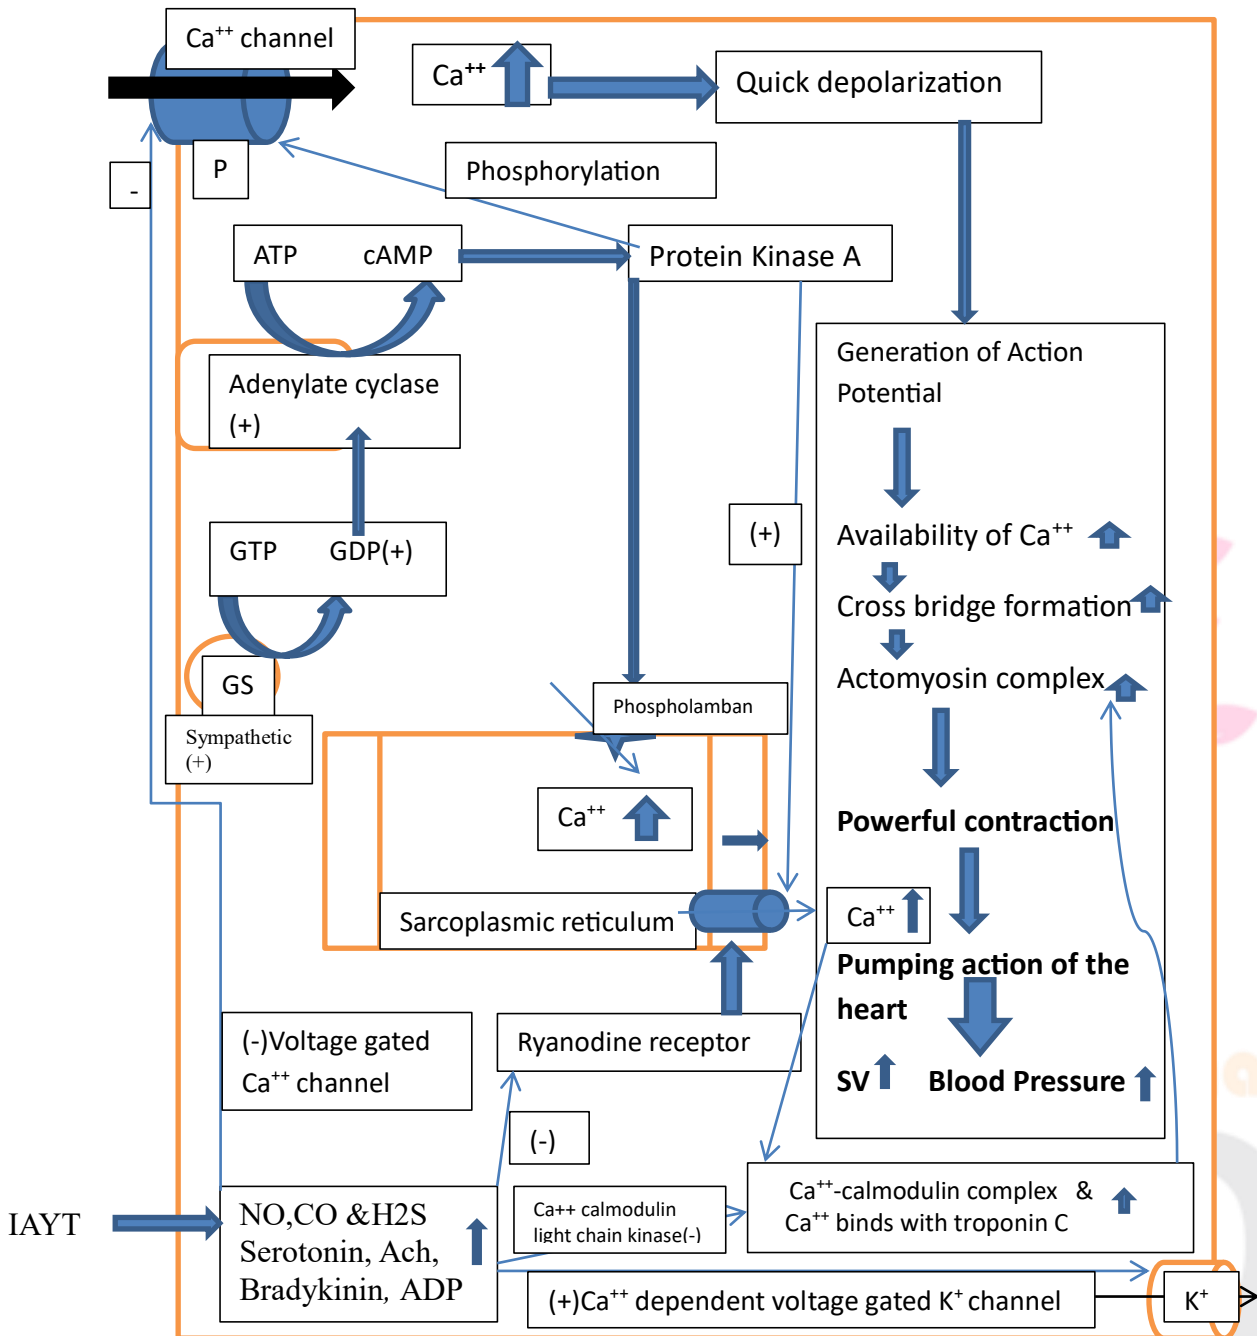 Ca⁺⁺ channel
Ca⁺⁺
Quick depolarization
P
-
Phosphorylation
ATP cAMP
Protein Kinase A
Generation of Action
Potential
Adenylate cyclase
(+)
(+)
Availability of Ca⁺⁺
GTP GDP(+)
Cross bridge formation
Actomyosin complex
GS
Phospholamban
Sympathetic
(+)
Ca⁺⁺
Powerful contraction
Sarcoplasmic reticulum
Ca⁺⁺
Pumping action of the
heart
(-)Voltage gated
Ca⁺⁺ channel
Ryanodine receptor
SV Blood Pressure
(-)
IAYT
NO,CO &H2S
Serotonin, Ach,
Bradykinin, ADP
Ca++ calmodulin
light chain kinase(-)
Ca⁺⁺-calmodulin complex &
Ca⁺⁺ binds with troponin C
(+)Ca⁺⁺ dependent voltage gated K⁺ channel
K⁺
a